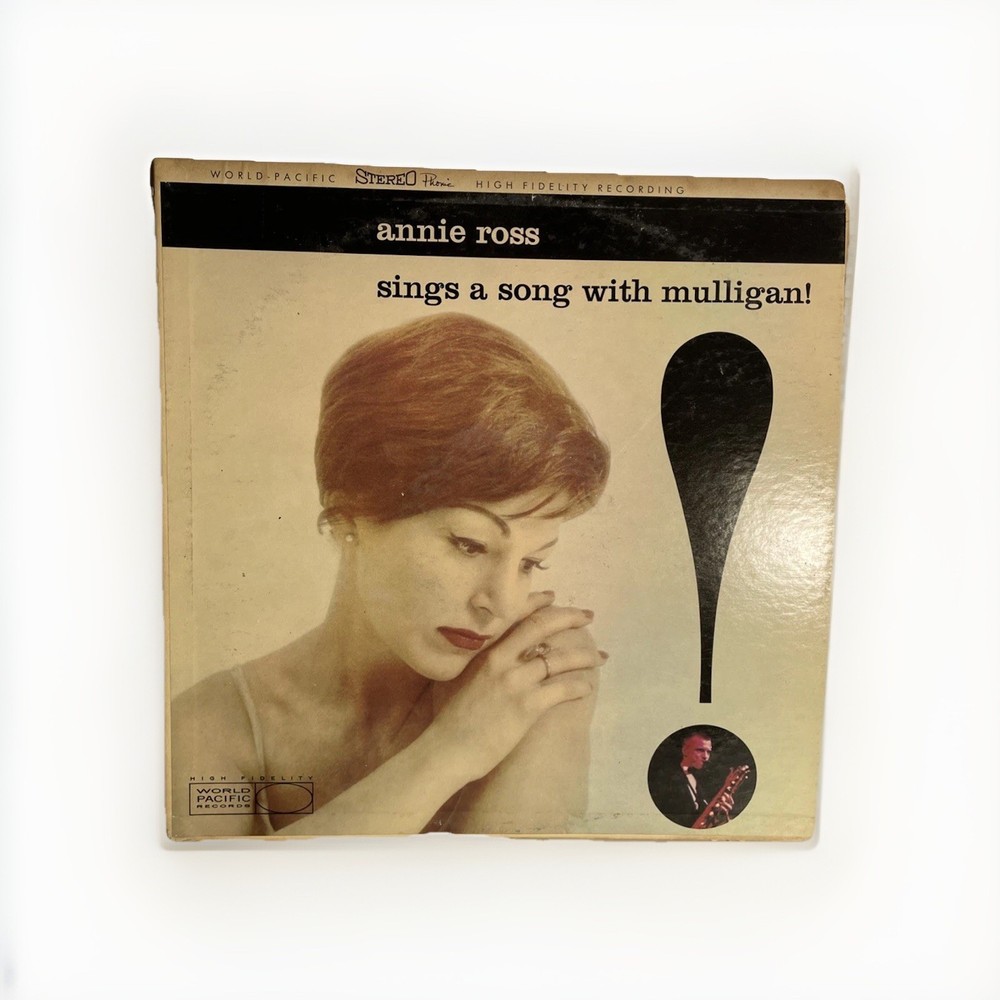 WORLD-PACIFIC STEREO Phonic HIGH FIDELITY RECORDING
annie ross
sings a song with mulligan!
HIGH FIDELITY
WORLD
PACIFIC
RECORDS